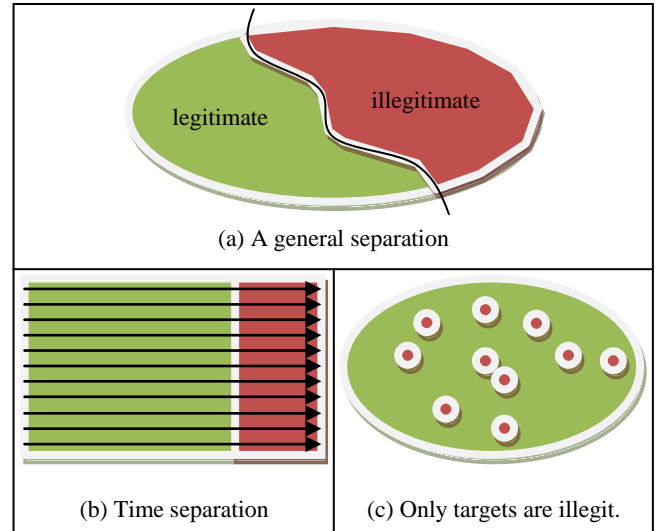 legitimate
illegitimate
(a) A general separation
(b) Time separation
(c) Only targets are illegit.